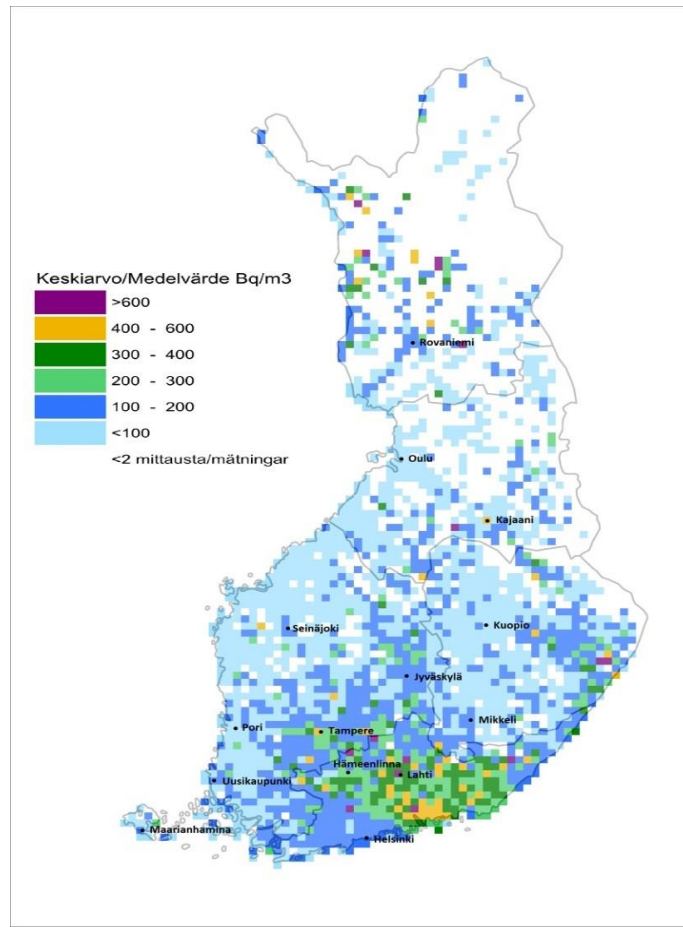 Keskiarvo/Medelvärde Bq/m3
>600
400 - 600
300 - 400
200 - 300
100 - 200
<100
<2 mittausta/mätningar
Rovaniemi
Oulu
Kajaani
Seinäjoki
Kuopio
Jyväskylä
Mikkeli
Pori
Tampere
Hämeenlinna
Lahti
Uusikaupunki
Maarianhamina
Helsinki